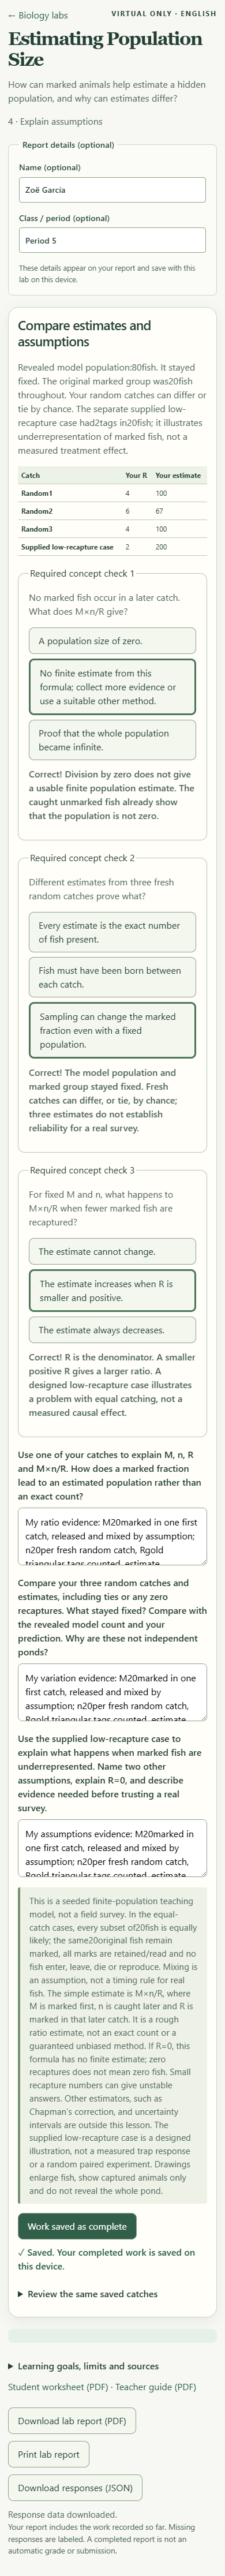 ← Biology labs
VIRTUAL ONLY · ENGLISH
Estimating Population
Size
How can marked animals help estimate a hidden
population, and why can estimates differ?
4 · Explain assumptions
Report details (optional)
Name (optional)
Zoë García
Class / period (optional)
Period 5
These details appear on your report and save with this
lab on this device.
Compare estimates and
assumptions
Revealed model population:80fish. It stayed
fixed. The original marked group was20fish
throughout. Your random catches can differ or
tie by chance. The separate supplied low-
recapture case had2tags in20fish; it illustrates
underrepresentation of marked fish, not a
measured treatment effect.
Catch Your R Your estimate
Random1 4 100
Random2 6 67
Random3 4 100
Supplied low-recapture case 2 200
Required concept check 1
No marked fish occur in a later catch.
What does M×n/R give?
A population size of zero.
No finite estimate from this
formula; collect more evidence or
use a suitable other method.
Proof that the whole population
became infinite.
Correct! Division by zero does not give
a usable finite population estimate. The
caught unmarked fish already show
that the population is not zero.
Required concept check 2
Different estimates from three fresh
random catches prove what?
Every estimate is the exact number
of fish present.
Fish must have been born between
each catch.
Sampling can change the marked
fraction even with a fixed
population.
Correct! The model population and
marked group stayed fixed. Fresh
catches can differ, or tie, by chance;
three estimates do not establish
reliability for a real survey.
Required concept check 3
For fixed M and n, what happens to
M×n/R when fewer marked fish are
recaptured?
The estimate cannot change.
The estimate increases when R is
smaller and positive.
The estimate always decreases.
Correct! R is the denominator. A smaller
positive R gives a larger ratio. A
designed low-recapture case illustrates
a problem with equal catching, not a
measured causal effect.
Use one of your catches to explain M, n, R
and M×n/R. How does a marked fraction
lead to an estimated population rather than
an exact count?
My ratio evidence: M20marked in one first
catch, released and mixed by assumption;
n20per fresh random catch, Rgold
triangular tags counted, estimate
Compare your three random catches and
estimates, including ties or any zero
recaptures. What stayed fixed? Compare with
the revealed model count and your
prediction. Why are these not independent
ponds?
My variation evidence: M20marked in one
first catch, released and mixed by
assumption; n20per fresh random catch,
Rgold triangular tags counted, estimate
Use the supplied low-recapture case to
explain what happens when marked fish are
underrepresented. Name two other
assumptions, explain R=0, and describe
evidence needed before trusting a real
survey.
My assumptions evidence: M20marked in
one first catch, released and mixed by
assumption; n20per fresh random catch,
Rgold triangular tags counted, estimate
This is a seeded finite-population teaching
model, not a field survey. In the equal-
catch cases, every subset of20fish is equally
likely; the same20original fish remain
marked, all marks are retained/read and no
fish enter, leave, die or reproduce. Mixing is
an assumption, not a timing rule for real
fish. The simple estimate is M×n/R, where
M is marked first, n is caught later and R is
marked in that later catch. It is a rough
ratio estimate, not an exact count or a
guaranteed unbiased method. If R=0, this
formula has no finite estimate; zero
recaptures does not mean zero fish. Small
recapture numbers can give unstable
answers. Other estimators, such as
Chapman's correction, and uncertainty
intervals are outside this lesson. The
supplied low-recapture case is a designed
illustration, not a measured trap response
or a random paired experiment. Drawings
enlarge fish, show captured animals only
and do not reveal the whole pond.
Work saved as complete
✓ Saved. Your completed work is saved on
this device.
▶ Review the same saved catches
▶ Learning goals, limits and sources
Student worksheet (PDF) · Teacher guide (PDF)
Download lab report (PDF)
Print lab report
Download responses (JSON)
Response data downloaded.
Your report includes the work recorded so far. Missing
responses are labeled. A completed report is not an
automatic grade or submission.